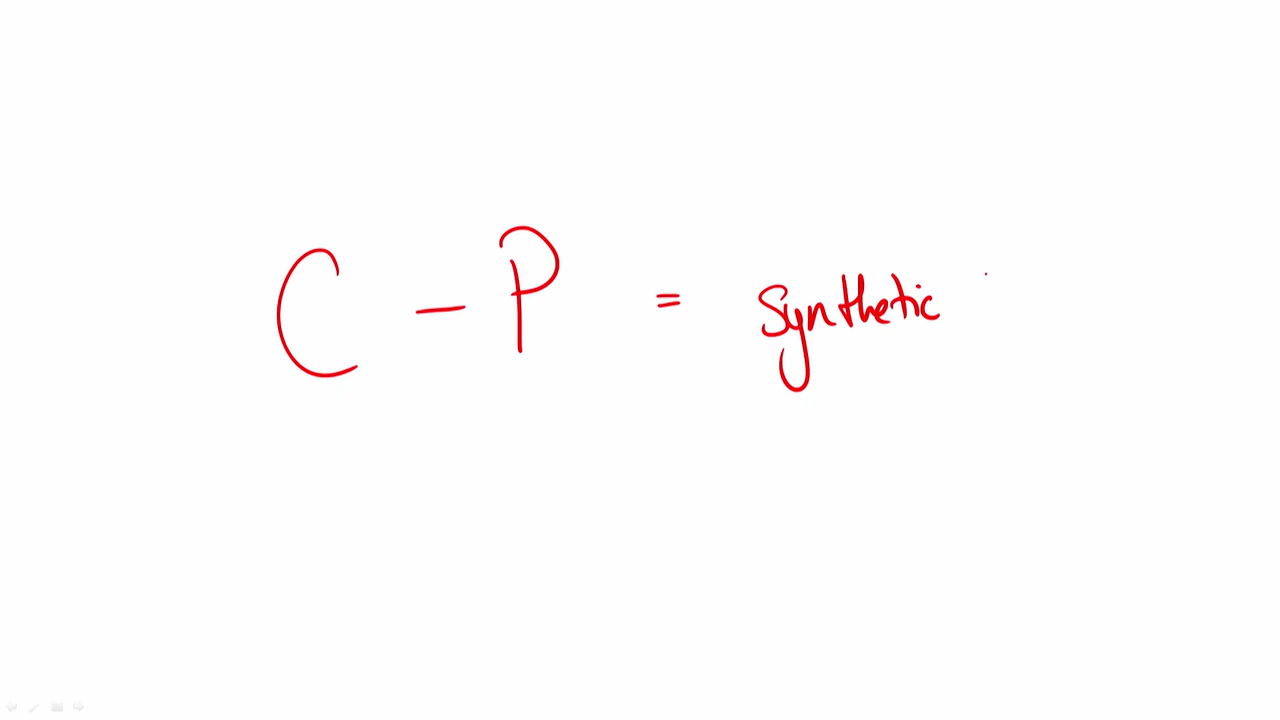 C - P = Synthetic